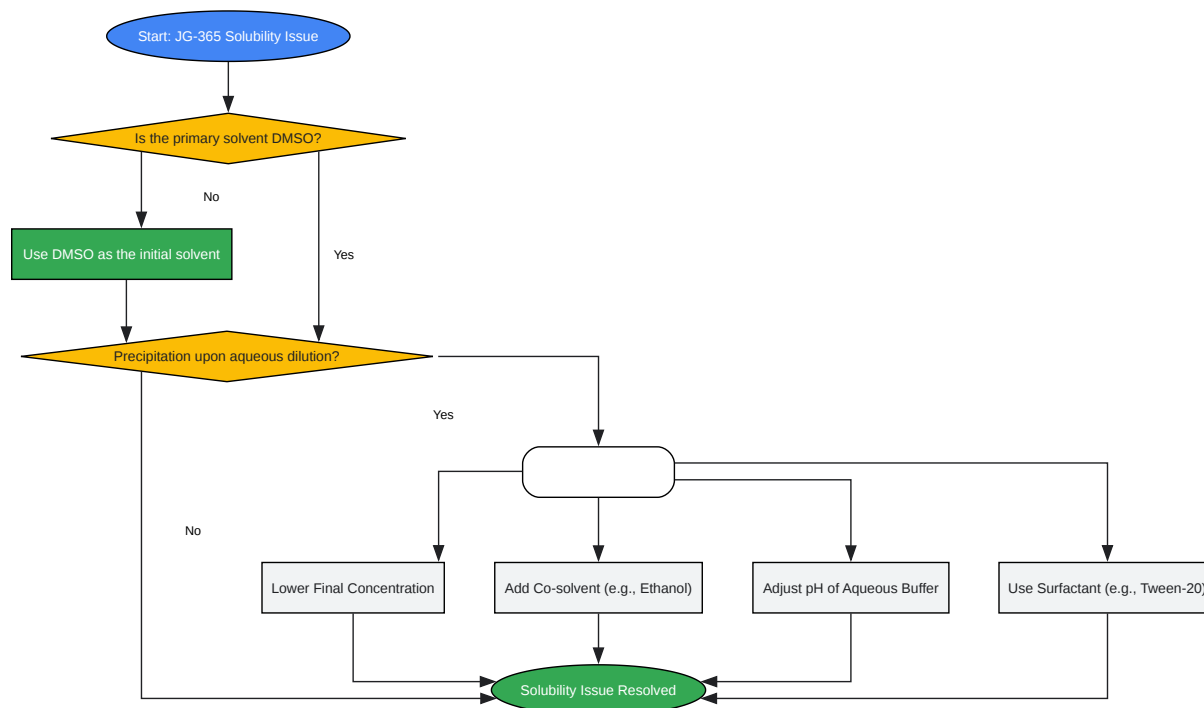 Start: JG-365 Solubility Issue
Is the primary solvent DMSO?
No
Use DMSO as the initial solvent
Yes
Precipitation upon aqueous dilution?
Yes
No
Lower Final Concentration
Add Co-solvent (e.g., Ethanol)
Adjust pH of Aqueous Buffer
Use Surfactant (e.g., Tween-20)
Solubility Issue Resolved